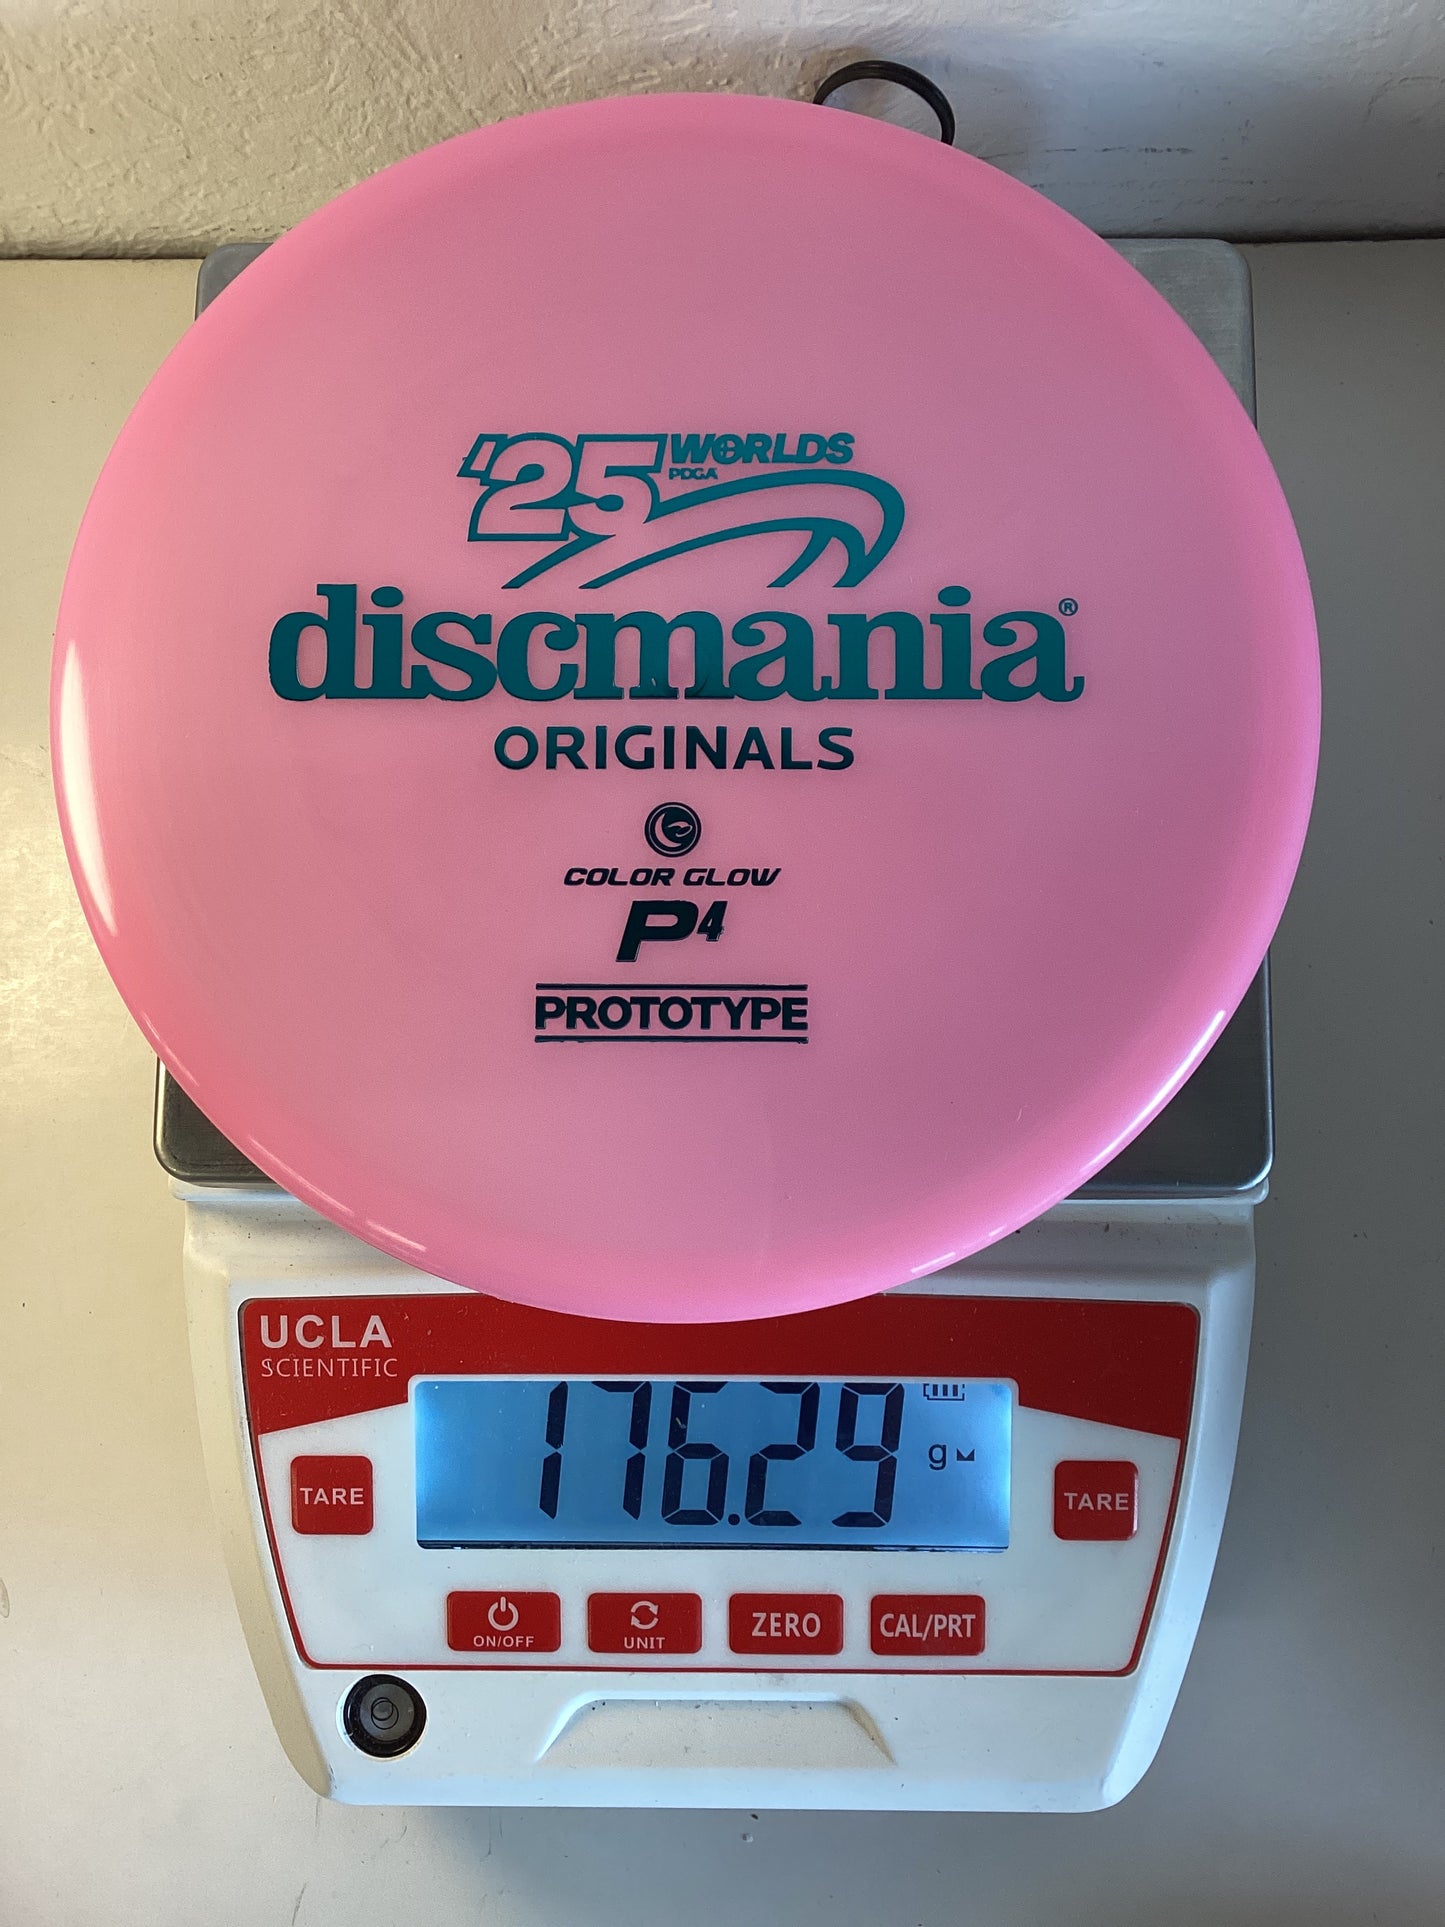 '25 WORLDS
PDGA
discmania®
ORIGINALS
COLOR GLOW
P4
PROTOTYPE
UCLA
SCIENTIFIC
176.29 g
TARE
TARE
ON/OFF
UNIT
ZERO
CAL/PRT